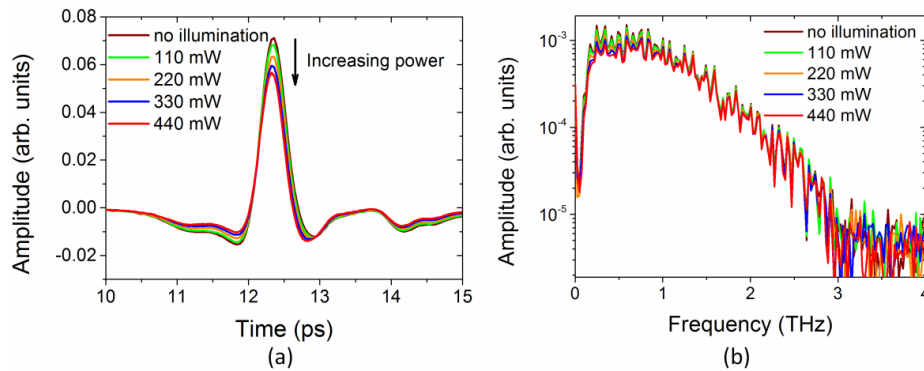 0.08
0.06
0.04
0.02
0.00
-0.02
Amplitude (arb. units)
no illumination
110 mW
220 mW
330 mW
440 mW
Increasing power
10 11 12 13 14 15
Time (ps)
(a)
10-3
10-4
10-5
Amplitude (arb. units)
no illumination
110 mW
220 mW
330 mW
440 mW
0 1 2 3 4
Frequency (THz)
(b)